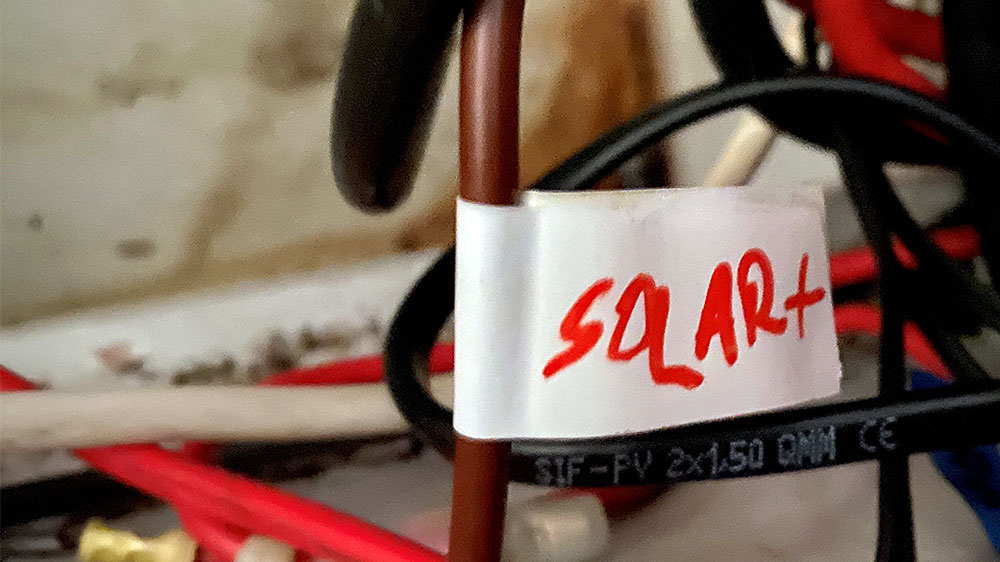 SOLAR+
SIF-PV 2x1.50 QMM CE